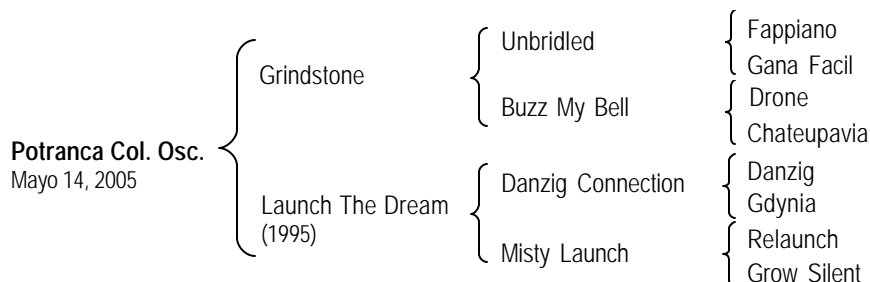 Fappiano
Unbridled
Gana Facil
Grindstone
Drone
Buzz My Bell
Chateupavia
Potranca Col. Osc.
Mayo 14, 2005
Danzig
Danzig Connection
Gdynia
Launch The Dream
(1995)
Relaunch
Misty Launch
Grow Silent